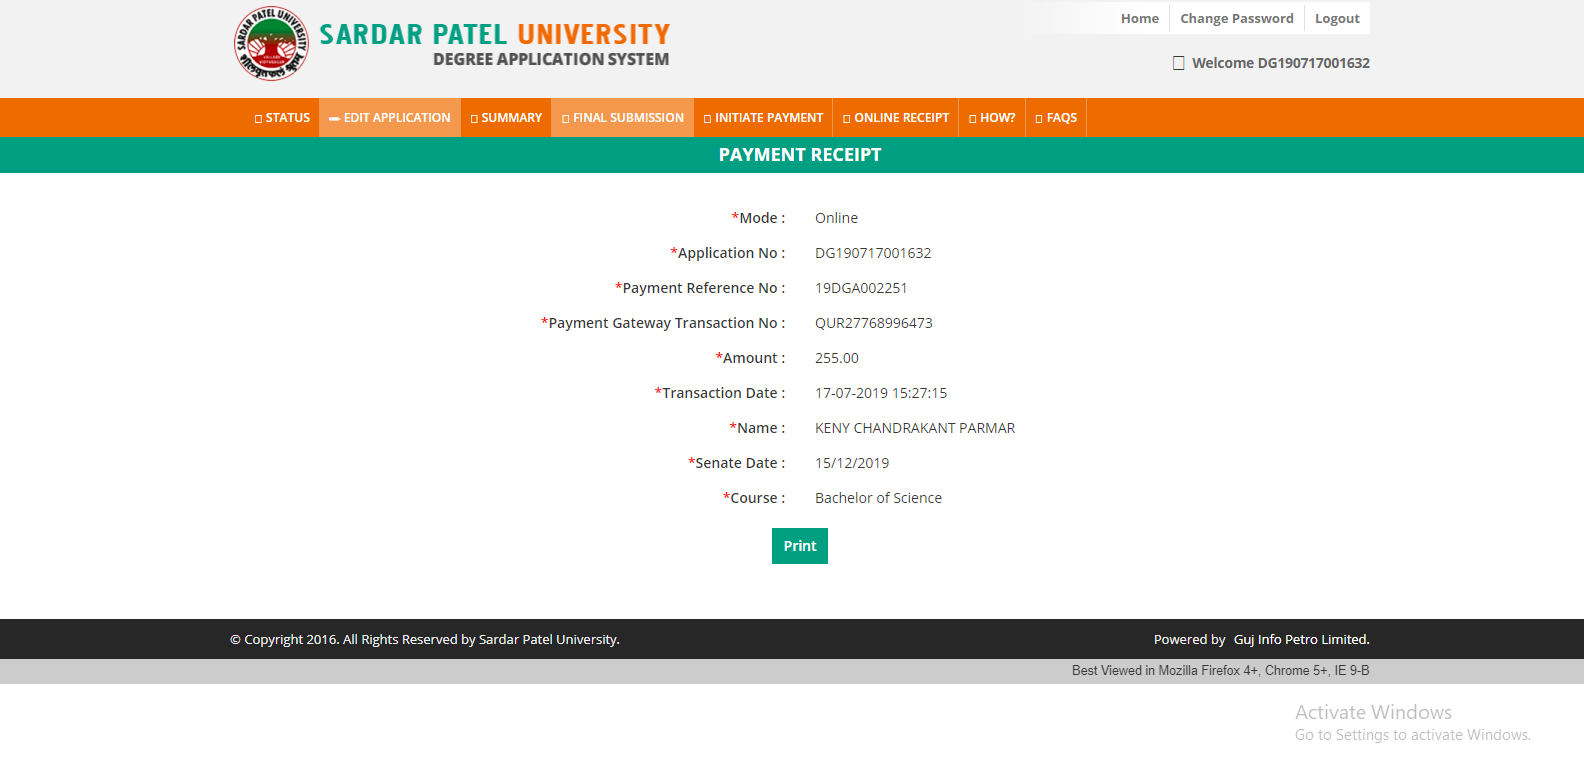 Home Change Password Logout
SARDAR PATEL UNIVERSITY
DEGREE APPLICATION SYSTEM
Welcome DG190717001632
STATUS EDIT APPLICATION SUMMARY FINAL SUBMISSION INITIATE PAYMENT ONLINE RECEIPT HOW? FAQS
PAYMENT RECEIPT
*Mode : Online
*Application No : DG190717001632
*Payment Reference No : 19DGA002251
*Payment Gateway Transaction No : QUR27768996473
*Amount : 255.00
*Transaction Date : 17-07-2019 15:27:15
*Name : KENY CHANDRAKANT PARMAR
*Senate Date : 15/12/2019
*Course : Bachelor of Science
Print
© Copyright 2016. All Rights Reserved by Sardar Patel University. Powered by Guj Info Petro Limited.
Best Viewed in Mozilla Firefox 4+, Chrome 5+, IE 9-B
Activate Windows
Go to Settings to activate Windows.